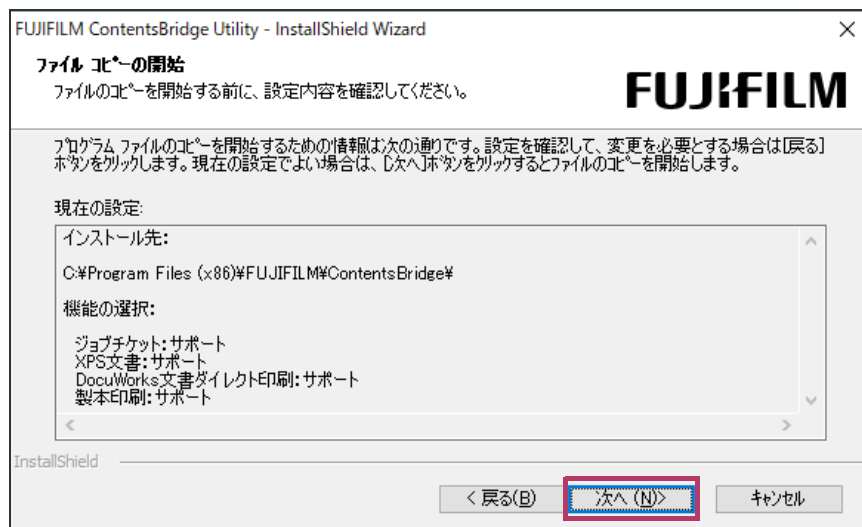 FUJIFILM ContentsBridge Utility - InstallShield Wizard
ファイル コピーの開始
ファイルのコピーを開始する前に、設定内容を確認してください。
FUJIFILM
プログラム ファイルのコピーを開始するための情報は次の通りです。設定を確認して、変更を必要とする場合は[戻る]
ボタンをクリックします。現在の設定でよい場合は、[次へ]ボタンをクリックするとファイルのコピーを開始します。
現在の設定:
インストール先:
C:¥Program Files (x86)¥FUJIFILM¥ContentsBridge¥
機能の選択:
ジョブチケット:サポート
XPS文書:サポート
DocuWorks文書ダイレクト印刷:サポート
製本印刷:サポート
InstallShield
< 戻る(B)
次へ (N)>
キャンセル